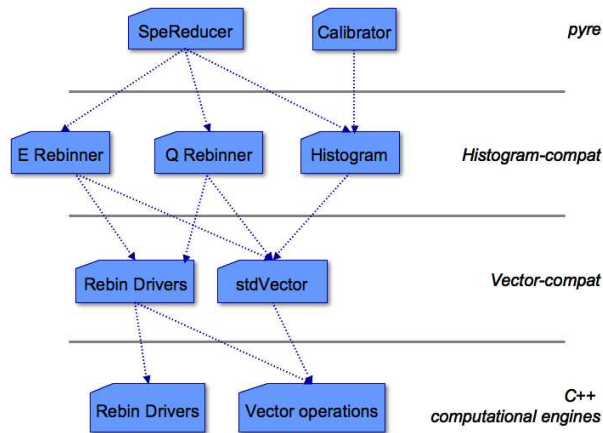 SpeReducer
Calibrator
pyre
E Rebinner
Q Rebinner
Histogram
Histogram-compat
Rebin Drivers
stdVector
Vector-compat
Rebin Drivers
Vector operations
C++
computational engines